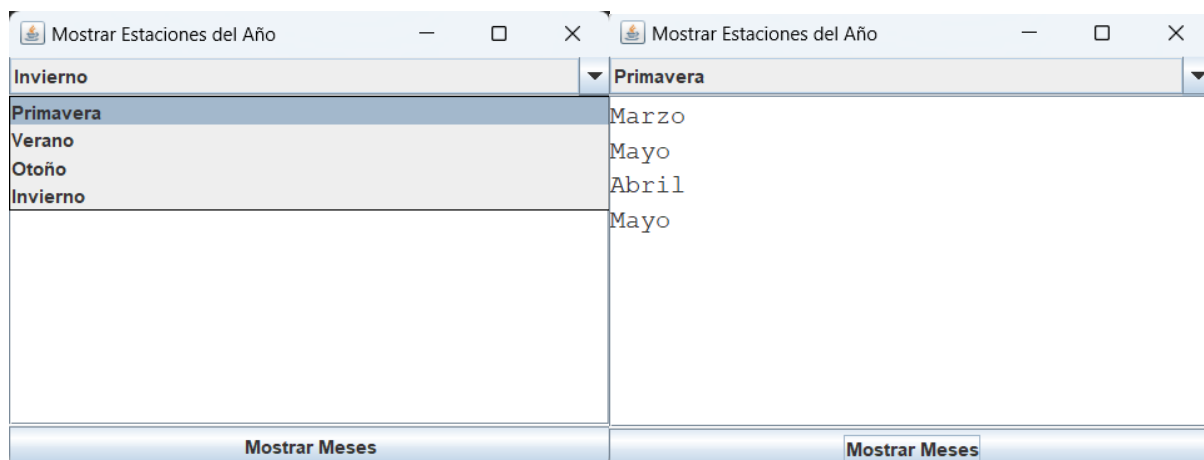 Mostrar Estaciones del Año
Invierno
Primavera
Verano
Otoño
Invierno
Mostrar Meses
Mostrar Estaciones del Año
Primavera
Marzo
Mayo
Abril
Mayo
Mostrar Meses